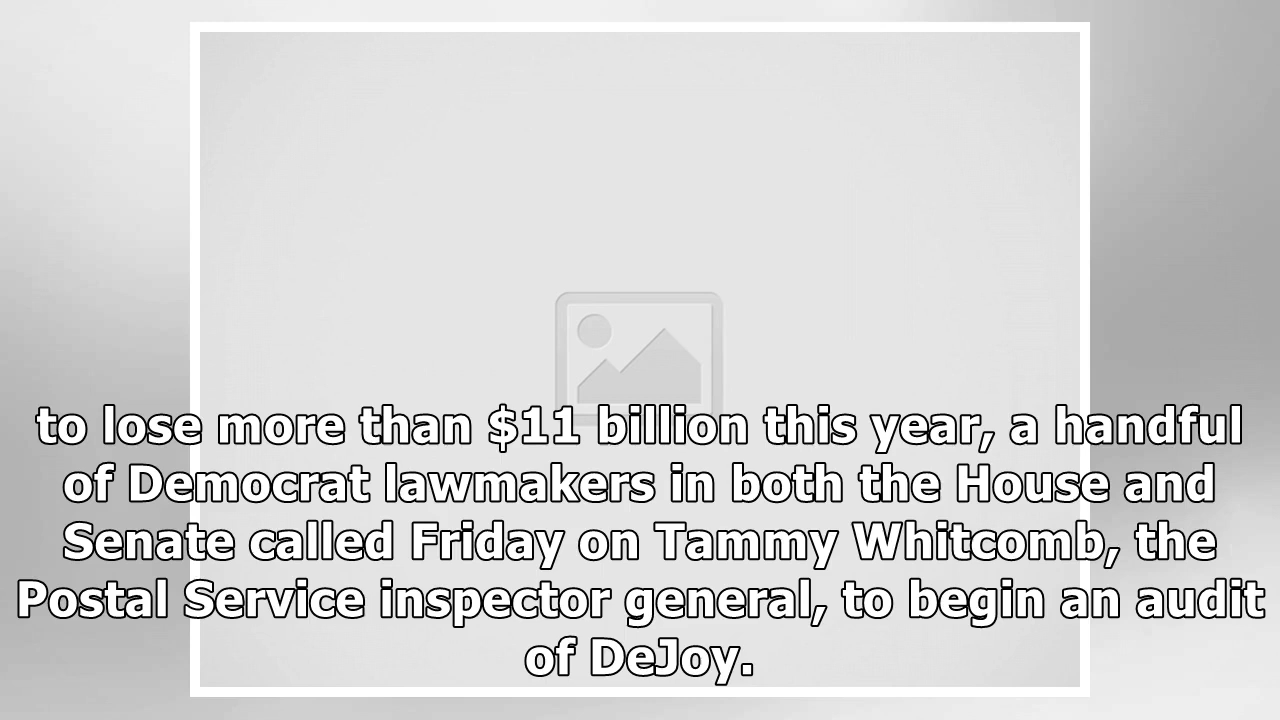 to lose more than $11 billion this year, a handful
of Democrat lawmakers in both the House and
Senate called Friday on Tammy Whitcomb, the
Postal Service inspector general, to begin an audit
of DeJoy.